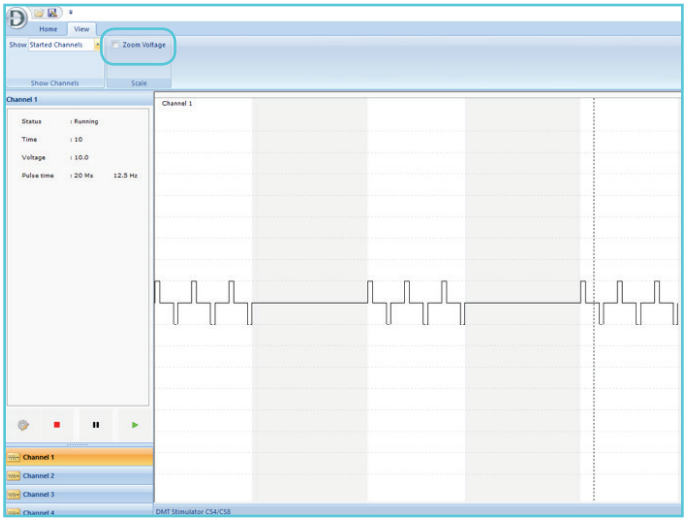 D
Home View
Show Started Channels Zoom Voltage
Show Channels Scale
Channel 1
Status : Running
Time : 10
Voltage : 10.0
Pulse time : 20 Ms 12.5 Hz
Channel 1
Channel 1
Channel 2
Channel 3
Channel 4
DMT Stimulator CS4/CS8